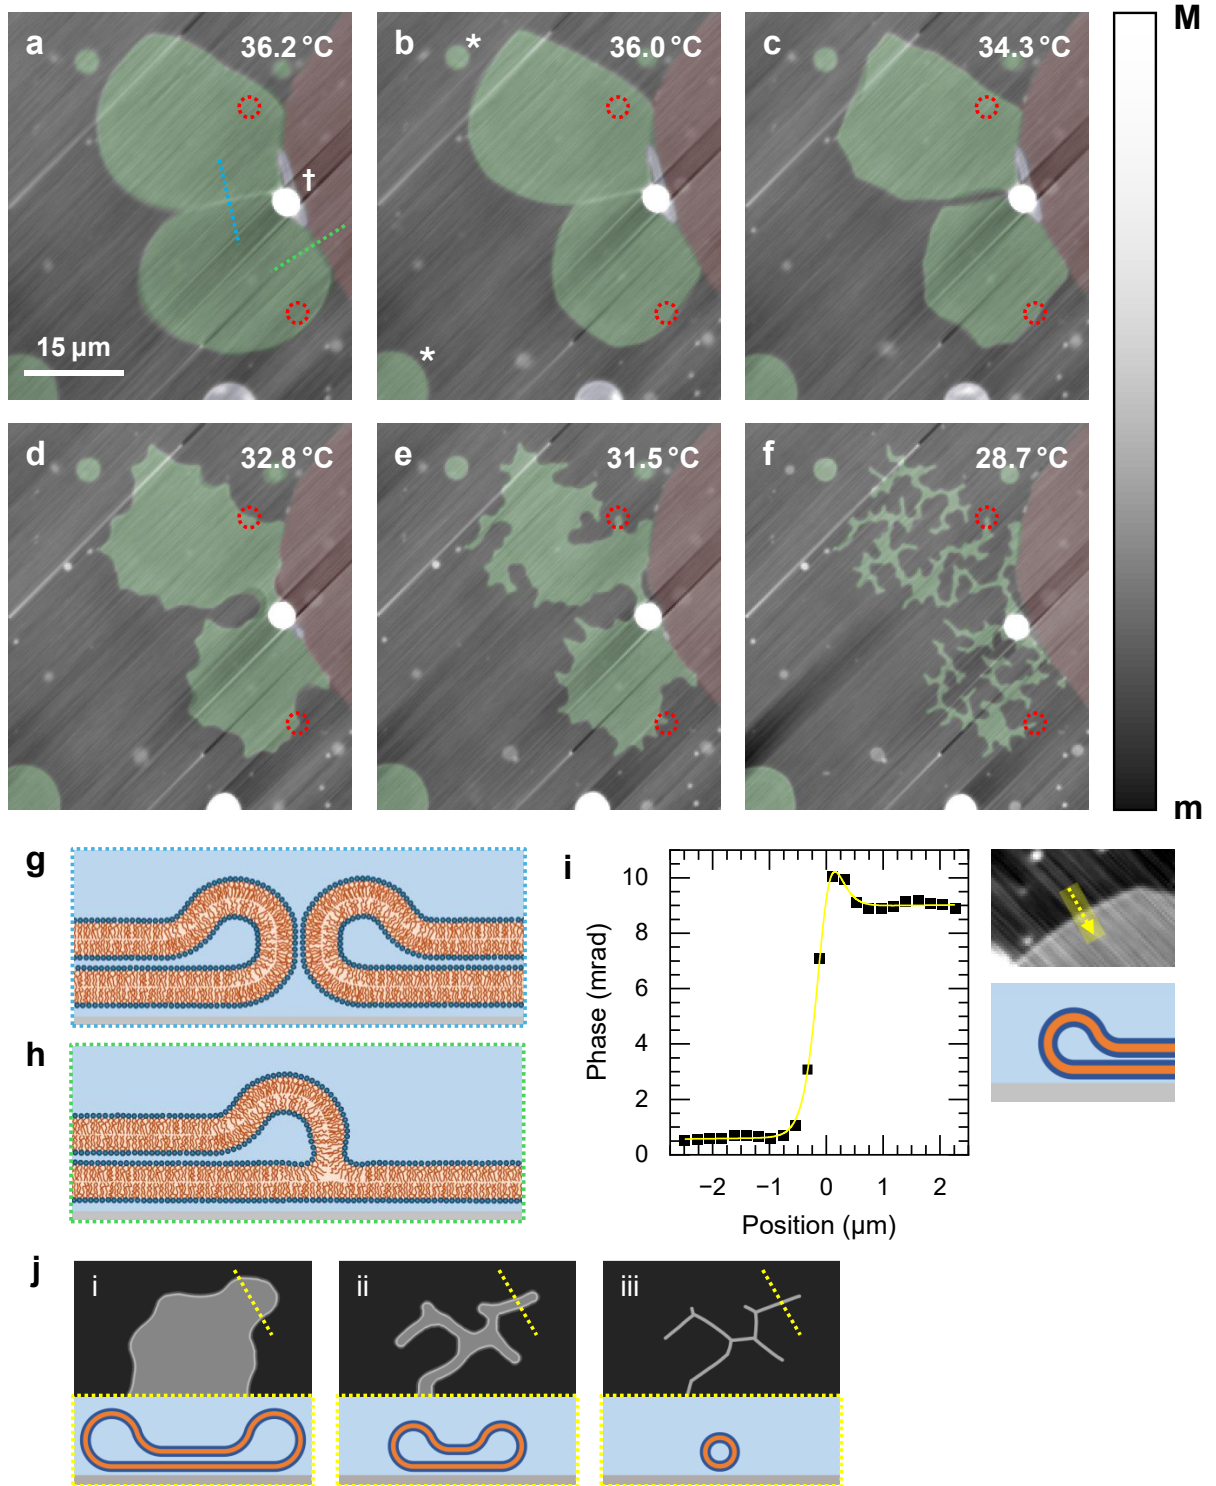 a 36.2 °C
†
15 µm
b 36.0 °C
*
*
c 34.3 °C
M
d 32.8 °C
e 31.5 °C
f 28.7 °C
m
g
h
i
Phase (mrad)
10
8
6
4
2
0
−2 −1 0 1 2
Position (µm)
j
i
ii
iii